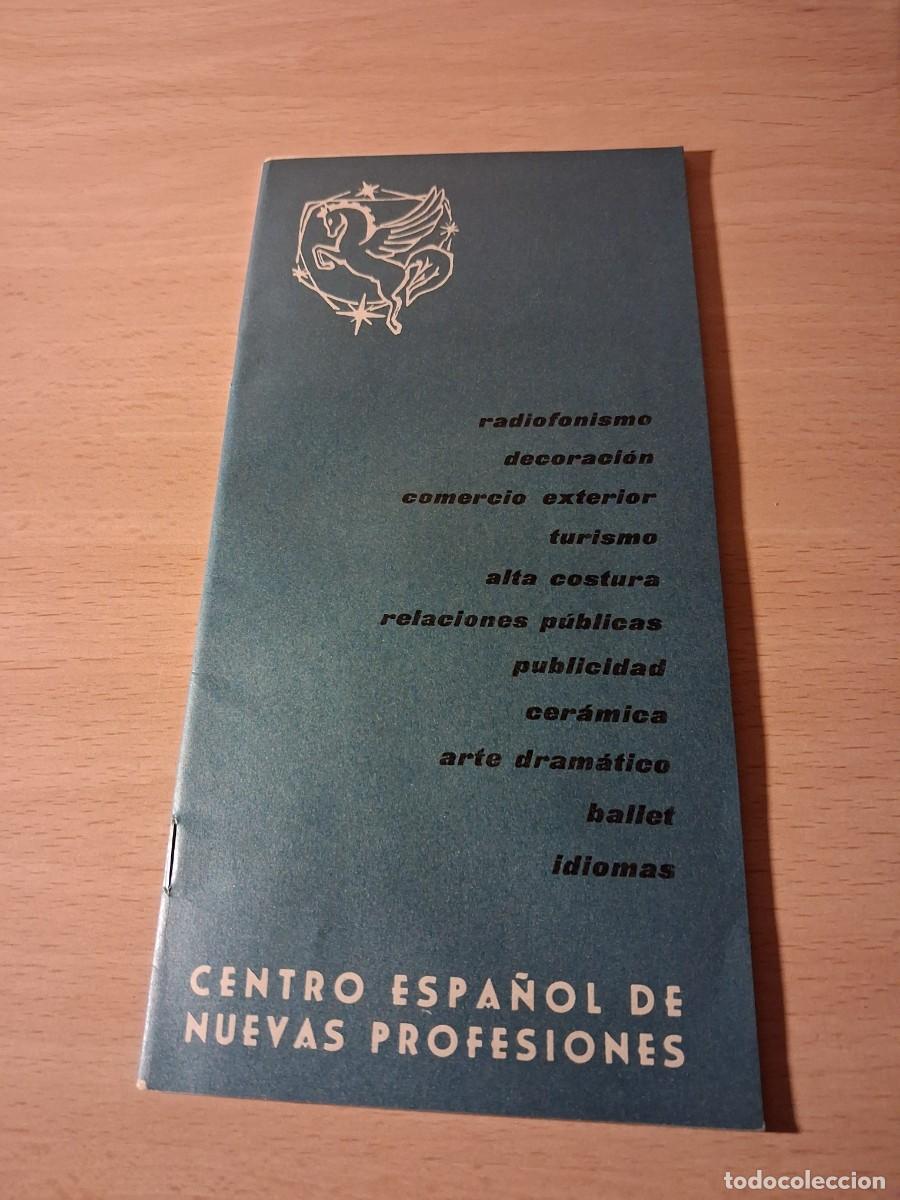 radiofonismo
decoración
comercio exterior
turismo
alta costura
relaciones públicas
publicidad
cerámica
arte dramático
ballet
idiomas
CENTRO ESPAÑOL DE
NUEVAS PROFESIONES
todocoleccion